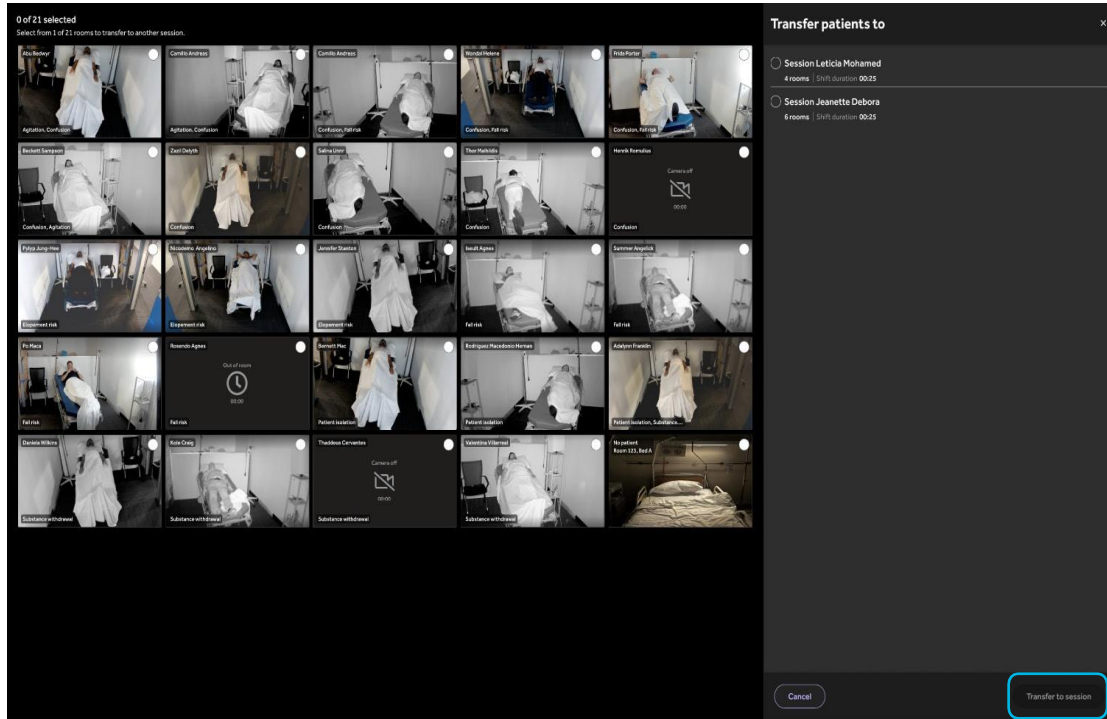 0 of 21 selected
Select from 1 of 21 rooms to transfer to another session.
Abu Bedwyr
Agitation, Confusion
Camillo Andreas
Agitation, Confusion
Camillo Andreas
Confusion, Fall risk
Wendel Helene
Confusion, Fall risk
Frida Porter
Confusion, Fall risk
Beckett Sampson
Confusion, Agitation
Zazil Delyth
Confusion
Salina Unnr
Confusion
Thor Mathildis
Confusion
Henrik Romulius
Camera off
00:00
Confusion
Pylyp Jung-Hee
Elopement risk
Nicodemo Angelino
Elopement risk
Jennifer Stanton
Elopement risk
Iseult Agnes
Fall risk
Summer Angelick
Fall risk
Po Maca
Fall risk
Rosendo Agnes
Out of room
00:00
Fall risk
Bernett Mac
Patient isolation
Rodriguez Macedonio Hernan
Patient isolation
Adelynn Franklin
Patient isolation, Substance...
Daniela Wilkins
Substance withdrawal
Kole Craig
Substance withdrawal
Thaddeus Cervantes
Camera off
00:00
Substance withdrawal
Valentina Villarreal
Substance withdrawal
No patient
Room 323, Bed A
Transfer patients to
Session Leticia Mohamed
4 rooms | Shift duration 00:25
Session Jeanette Debora
6 rooms | Shift duration 00:25
Cancel
Transfer to session